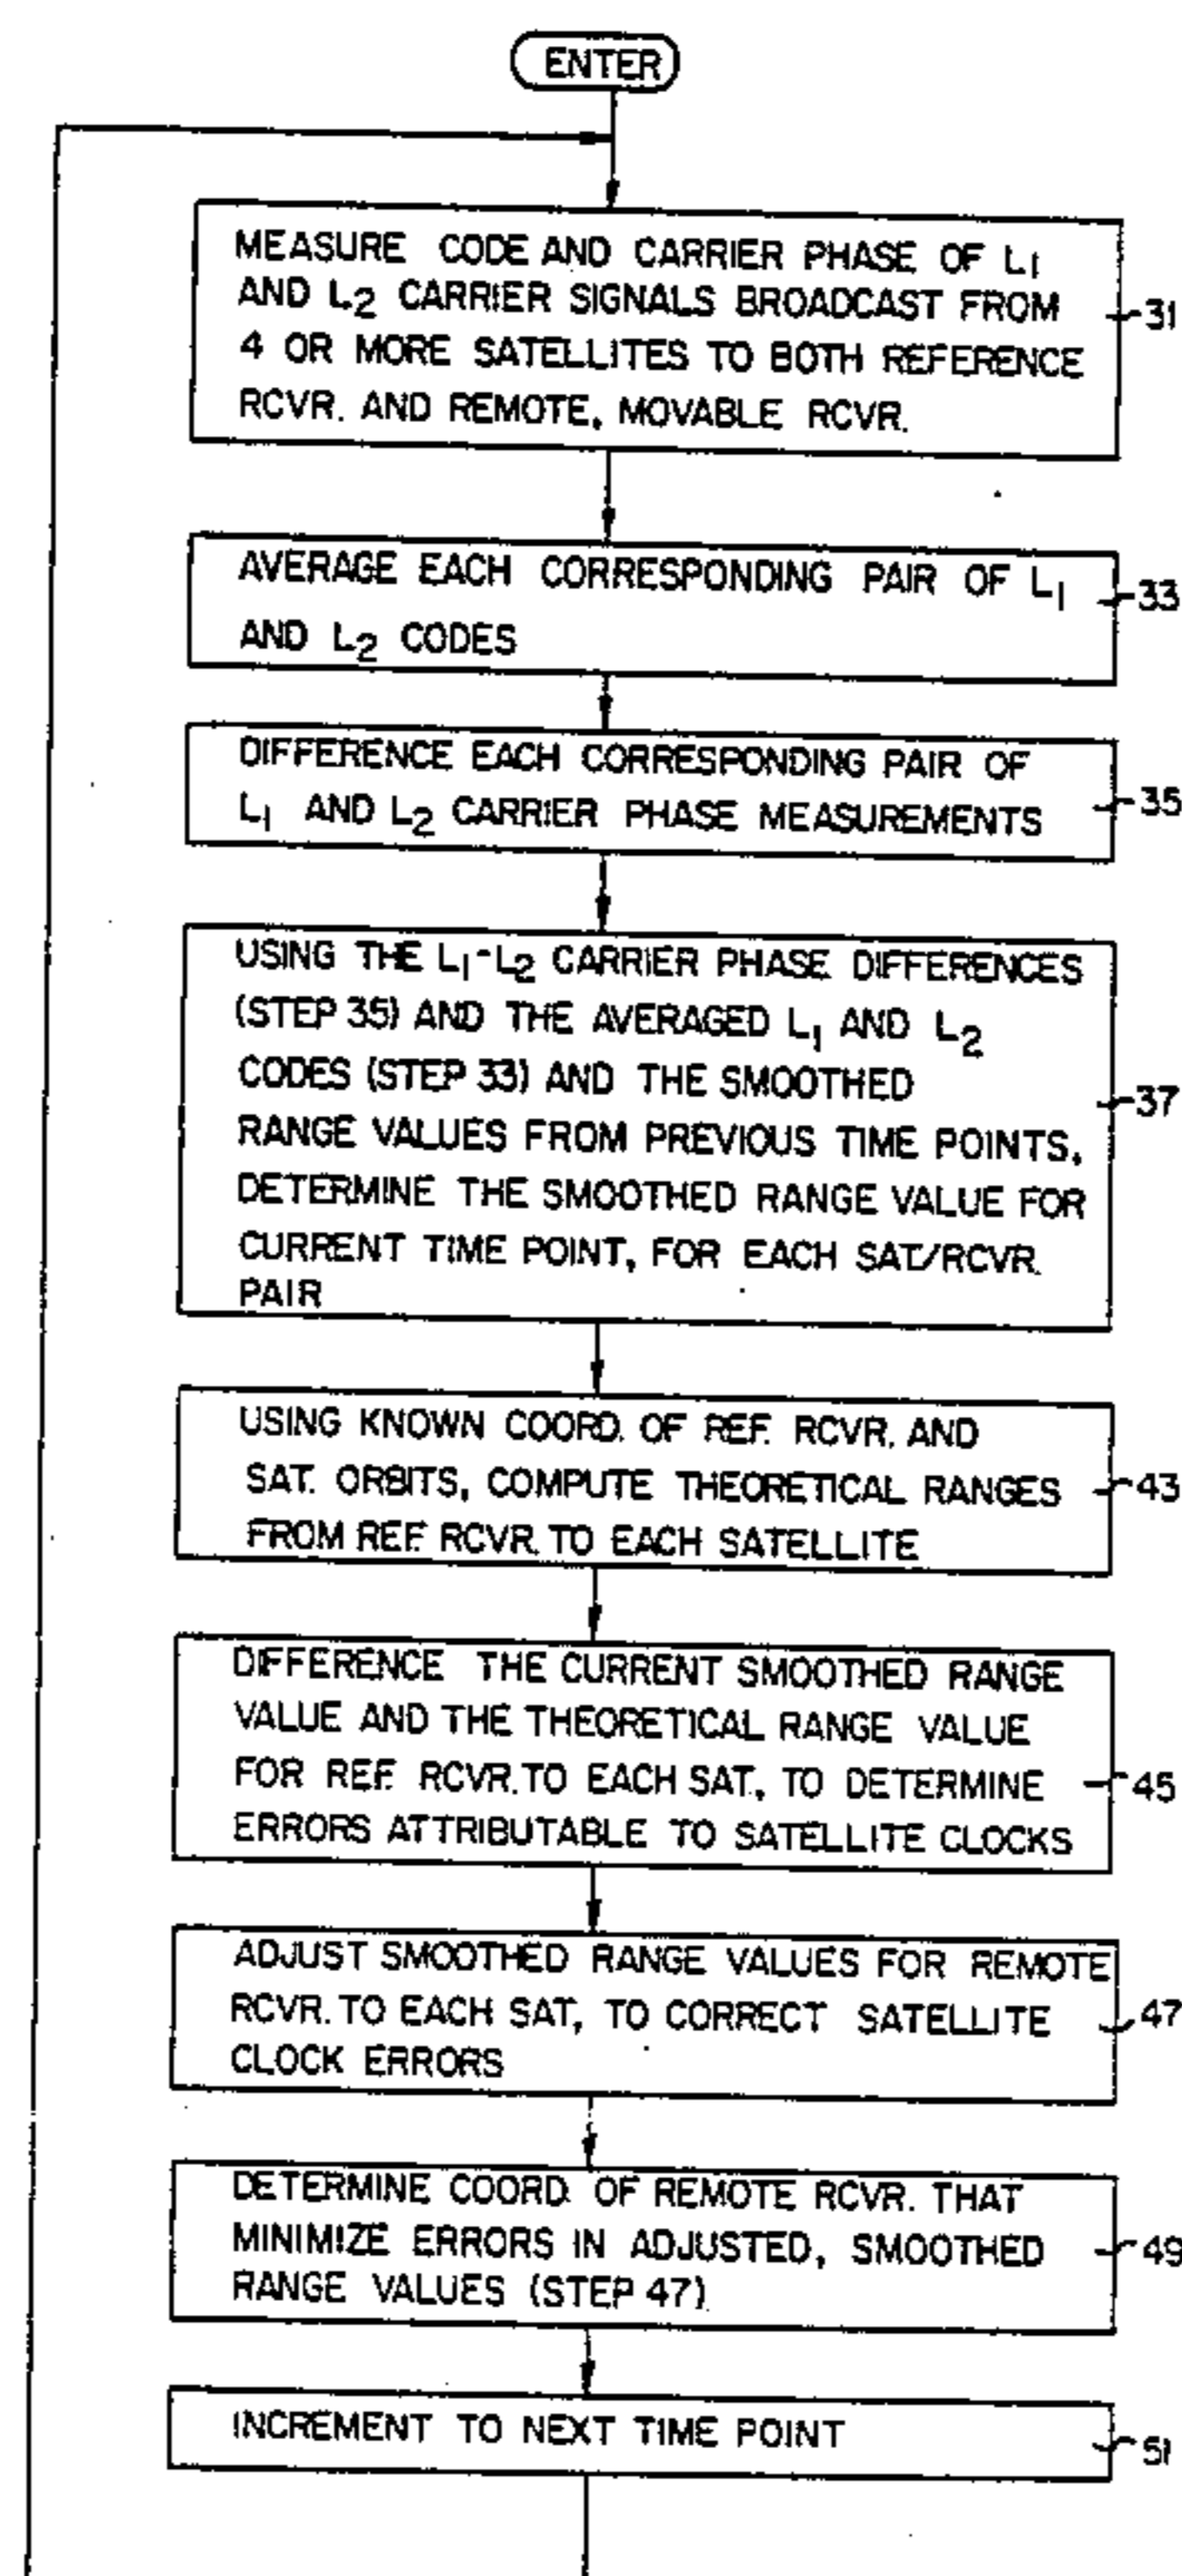 ENTER
MEASURE CODE AND CARRIER PHASE OF L1
AND L2 CARRIER SIGNALS BROADCAST FROM
4 OR MORE SATELLITES TO BOTH REFERENCE
RCVR. AND REMOTE, MOVABLE RCVR.
31
AVERAGE EACH CORRESPONDING PAIR OF L1
AND L2 CODES
33
DIFFERENCE EACH CORRESPONDING PAIR OF
L1 AND L2 CARRIER PHASE MEASUREMENTS
35
USING THE L1-L2 CARRIER PHASE DIFFERENCES
(STEP 35) AND THE AVERAGED L1 AND L2
CODES (STEP 33) AND THE SMOOTHED
RANGE VALUES FROM PREVIOUS TIME POINTS,
DETERMINE THE SMOOTHED RANGE VALUE FOR
CURRENT TIME POINT, FOR EACH SAT/RCVR.
PAIR
37
USING KNOWN COORD. OF REF. RCVR. AND
SAT. ORBITS, COMPUTE THEORETICAL RANGES
FROM REF. RCVR. TO EACH SATELLITE
43
DIFFERENCE THE CURRENT SMOOTHED RANGE
VALUE AND THE THEORETICAL RANGE VALUE
FOR REF. RCVR. TO EACH SAT., TO DETERMINE
ERRORS ATTRIBUTABLE TO SATELLITE CLOCKS
45
ADJUST SMOOTHED RANGE VALUES FOR REMOTE
RCVR. TO EACH SAT, TO CORRECT SATELLITE
CLOCK ERRORS
47
DETERMINE COORD. OF REMOTE RCVR. THAT
MINIMIZE ERRORS IN ADJUSTED, SMOOTHED
RANGE VALUES (STEP 47).
49
INCREMENT TO NEXT TIME POINT
51